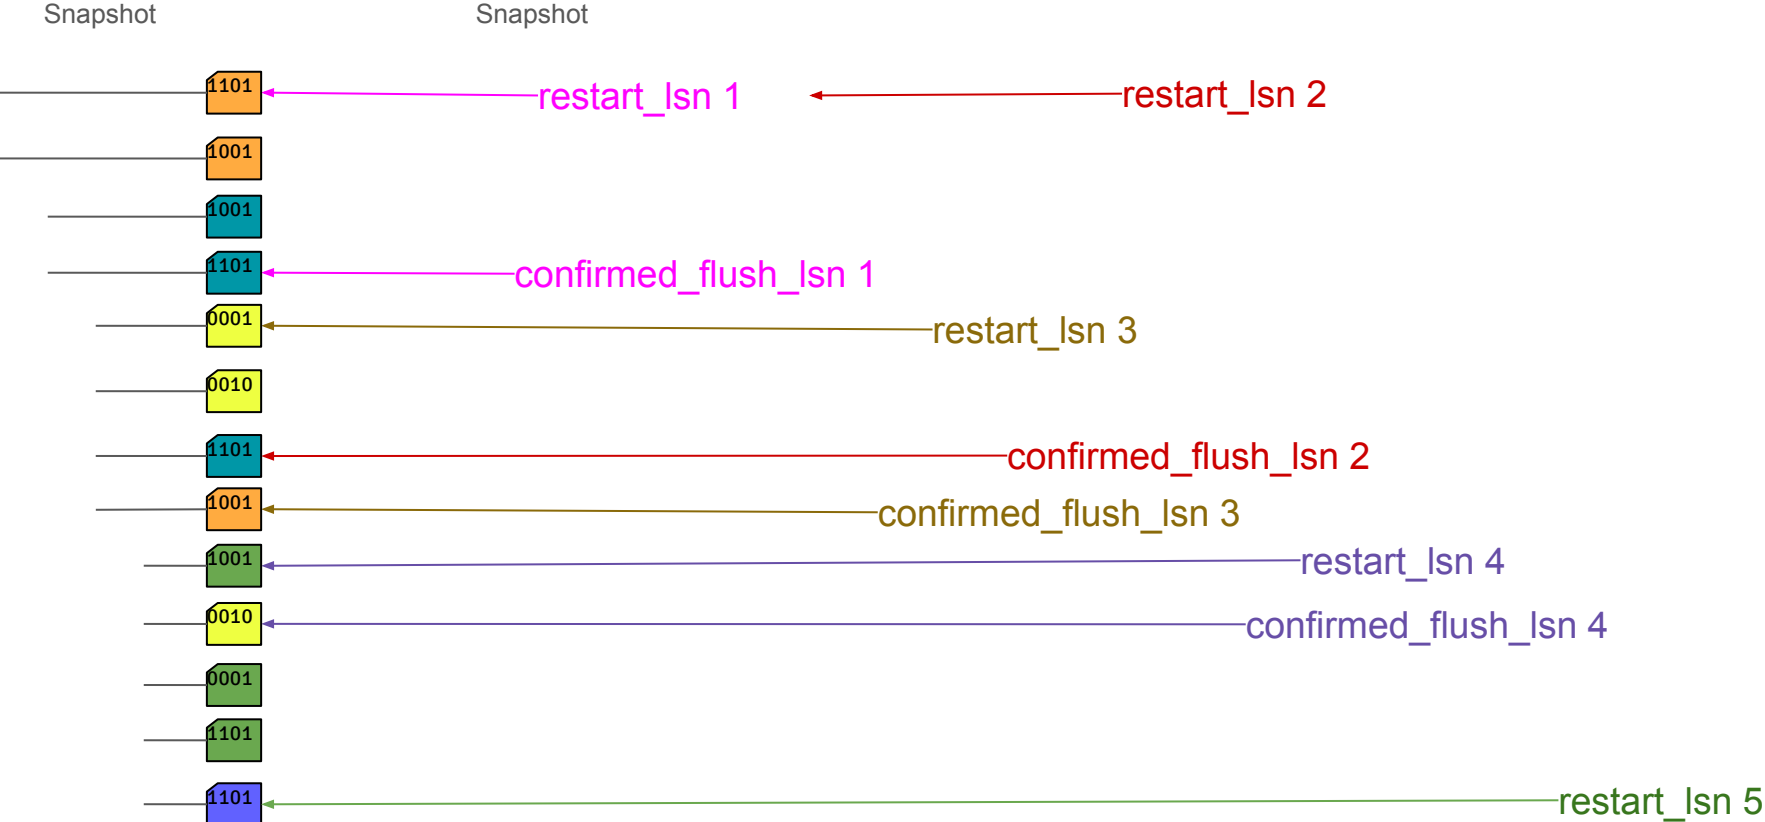 Snapshot Snapshot
1101 restart_lsn 1 restart_lsn 2
1001
1001
1101 confirmed_flush_lsn 1
0001 restart_lsn 3
0010
1101 confirmed_flush_lsn 2
1001 confirmed_flush_lsn 3
1001 restart_lsn 4
0010 confirmed_flush_lsn 4
0001
1101
1101 restart_lsn 5